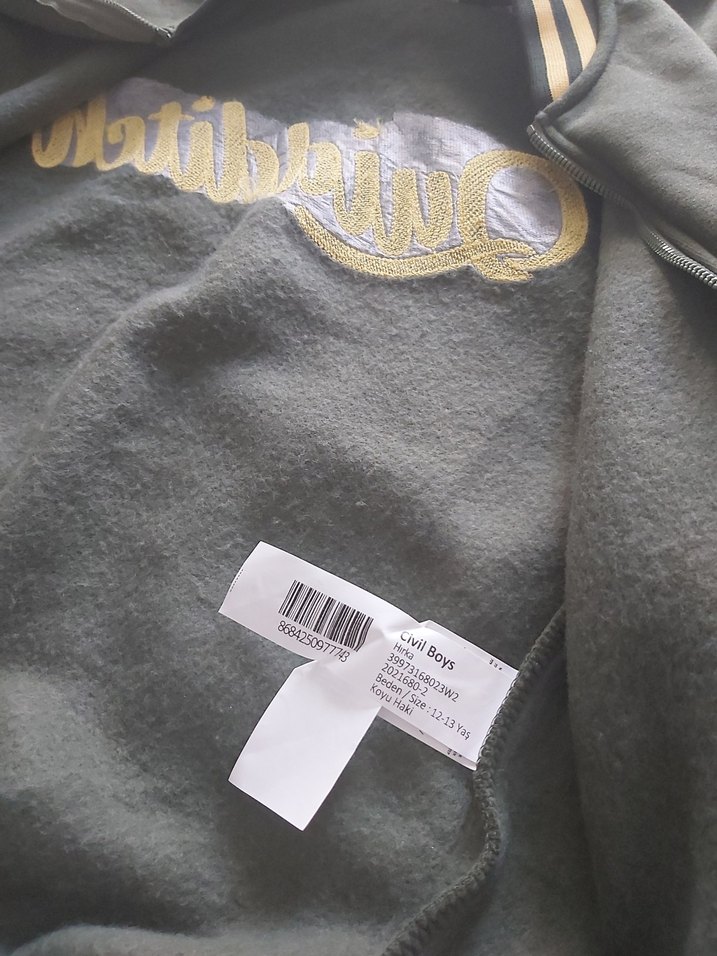 8684250977743
Civil Boys
Hırka
39973168023W2
2021680-2
Beden / Size : 12-13 Yaş
Koyu Haki